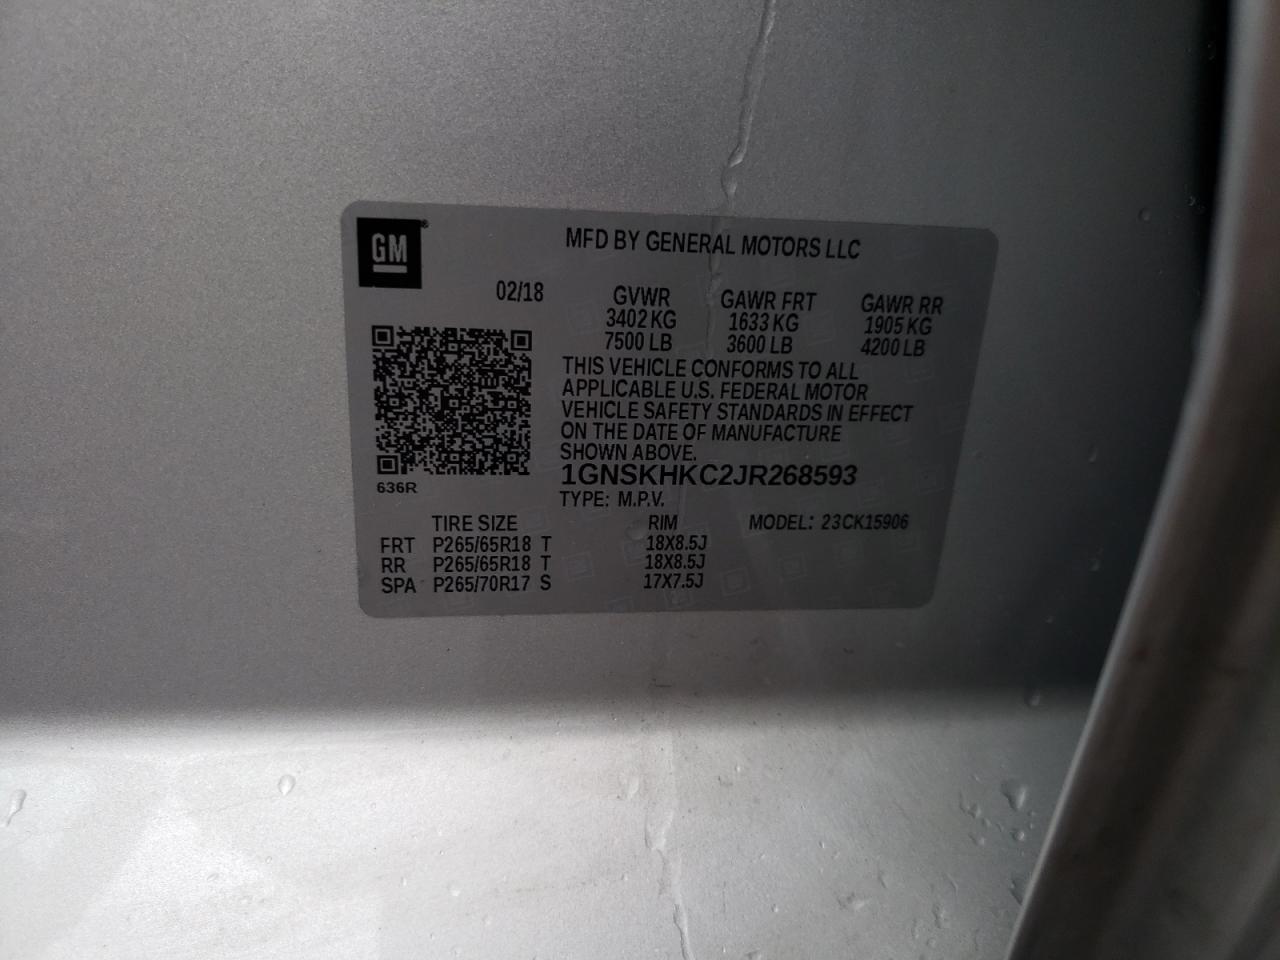 GM
MFD BY GENERAL MOTORS LLC
02/18 GVWR GAWR FRT GAWR RR
3402 KG 1633 KG 1905 KG
7500 LB 3600 LB 4200 LB
THIS VEHICLE CONFORMS TO ALL
APPLICABLE U.S. FEDERAL MOTOR
VEHICLE SAFETY STANDARDS IN EFFECT
ON THE DATE OF MANUFACTURE
SHOWN ABOVE.
1GNSKHKC2JR268593
636R
TYPE: M.P.V.
TIRE SIZE RIM MODEL: 23CK15906
FRT P265/65R18 T 18X8.5J
RR P265/65R18 T 18X8.5J
SPA P265/70R17 S 17X7.5J